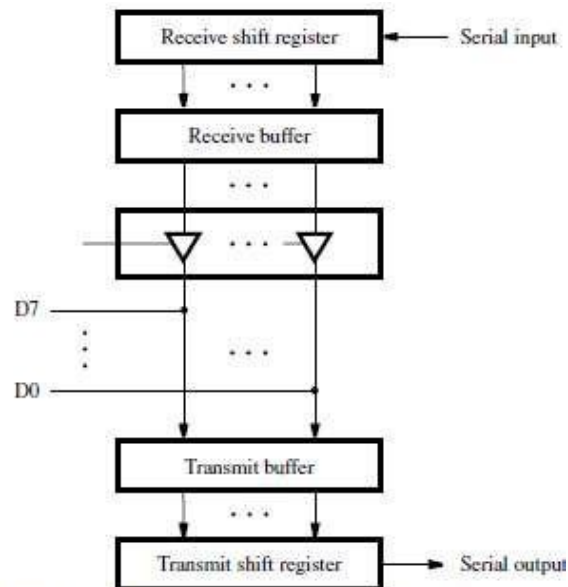 Receive shift register
Serial input
Receive buffer
D7
D0
Transmit buffer
Transmit shift register
Serial output